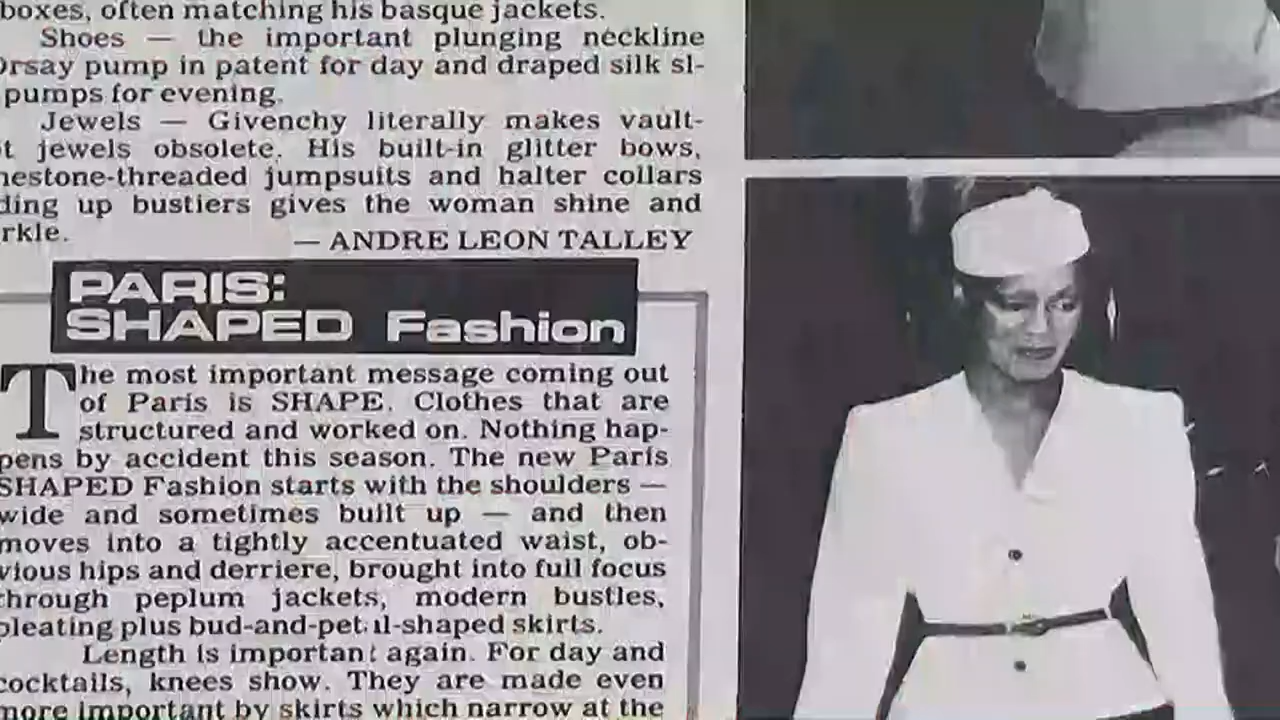 boxes, often matching his basque jackets.
Shoes — the important plunging neckline
Orsay pump in patent for day and draped silk sl-
pumps for evening.
Jewels — Givenchy literally makes vault-
jewels obsolete. His built-in glitter bows,
nestone-threaded jumpsuits and halter collars
ding up bustiers gives the woman shine and
rkle.
— ANDRE LEON TALLEY
PARIS:
SHAPED Fashion
The most important message coming out
of Paris is SHAPE. Clothes that are
structured and worked on. Nothing hap-
pens by accident this season. The new Paris
SHAPED Fashion starts with the shoulders —
wide and sometimes built up — and then
moves into a tightly accentuated waist, ob-
vious hips and derriere, brought into full focus
through peplum jackets, modern bustles,
pleating plus bud-and-petal-shaped skirts.
Length is important again. For day and
cocktails, knees show. They are made even
more important by skirts which narrow at the